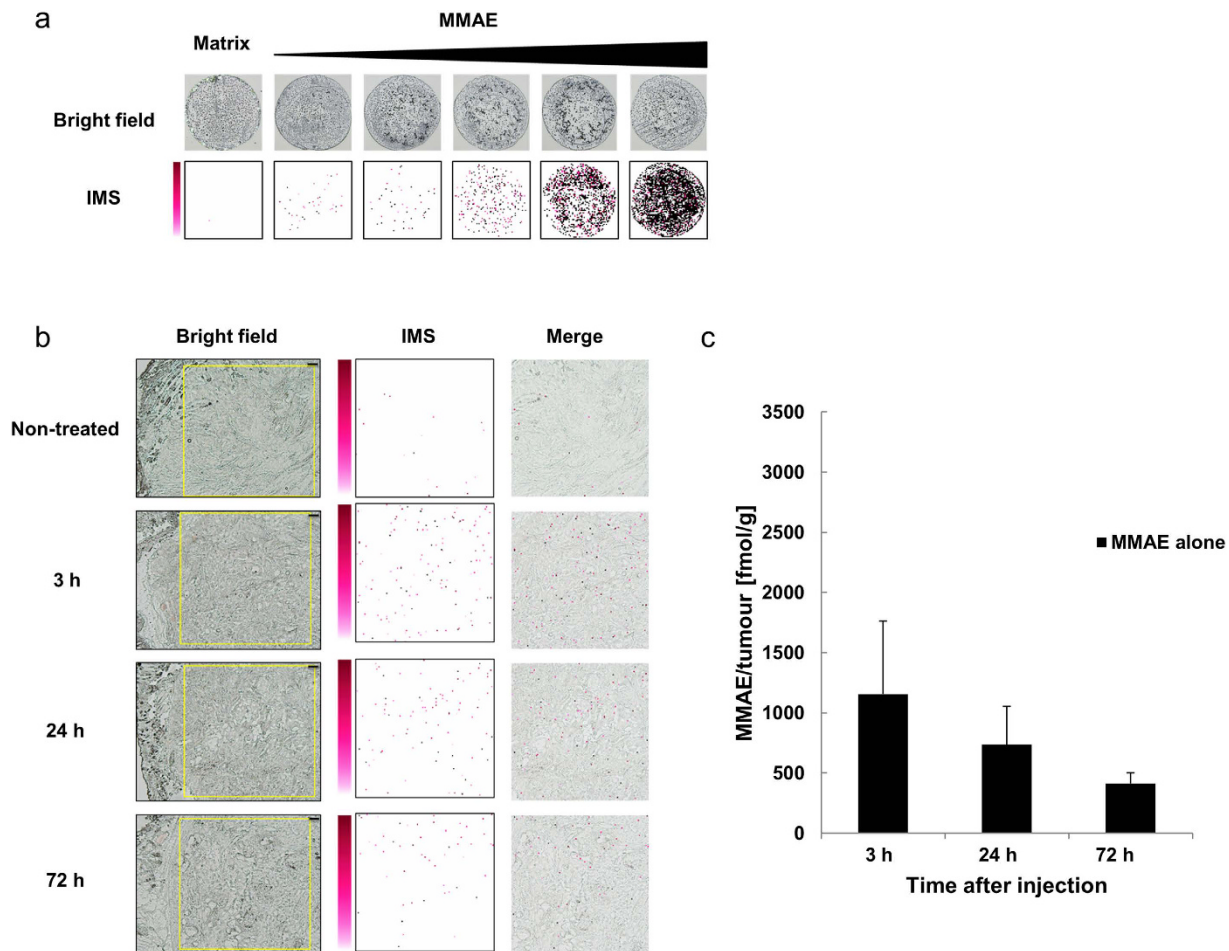 a
MMAE
Matrix
Bright field
IMS
b
Bright field IMS Merge
Non-treated
3 h
24 h
72 h
c
3500
3000
2500
2000
1500
1000
500
0
MMAE/tumour [fmol/g]
MMAE alone
3 h 24 h 72 h
Time after injection